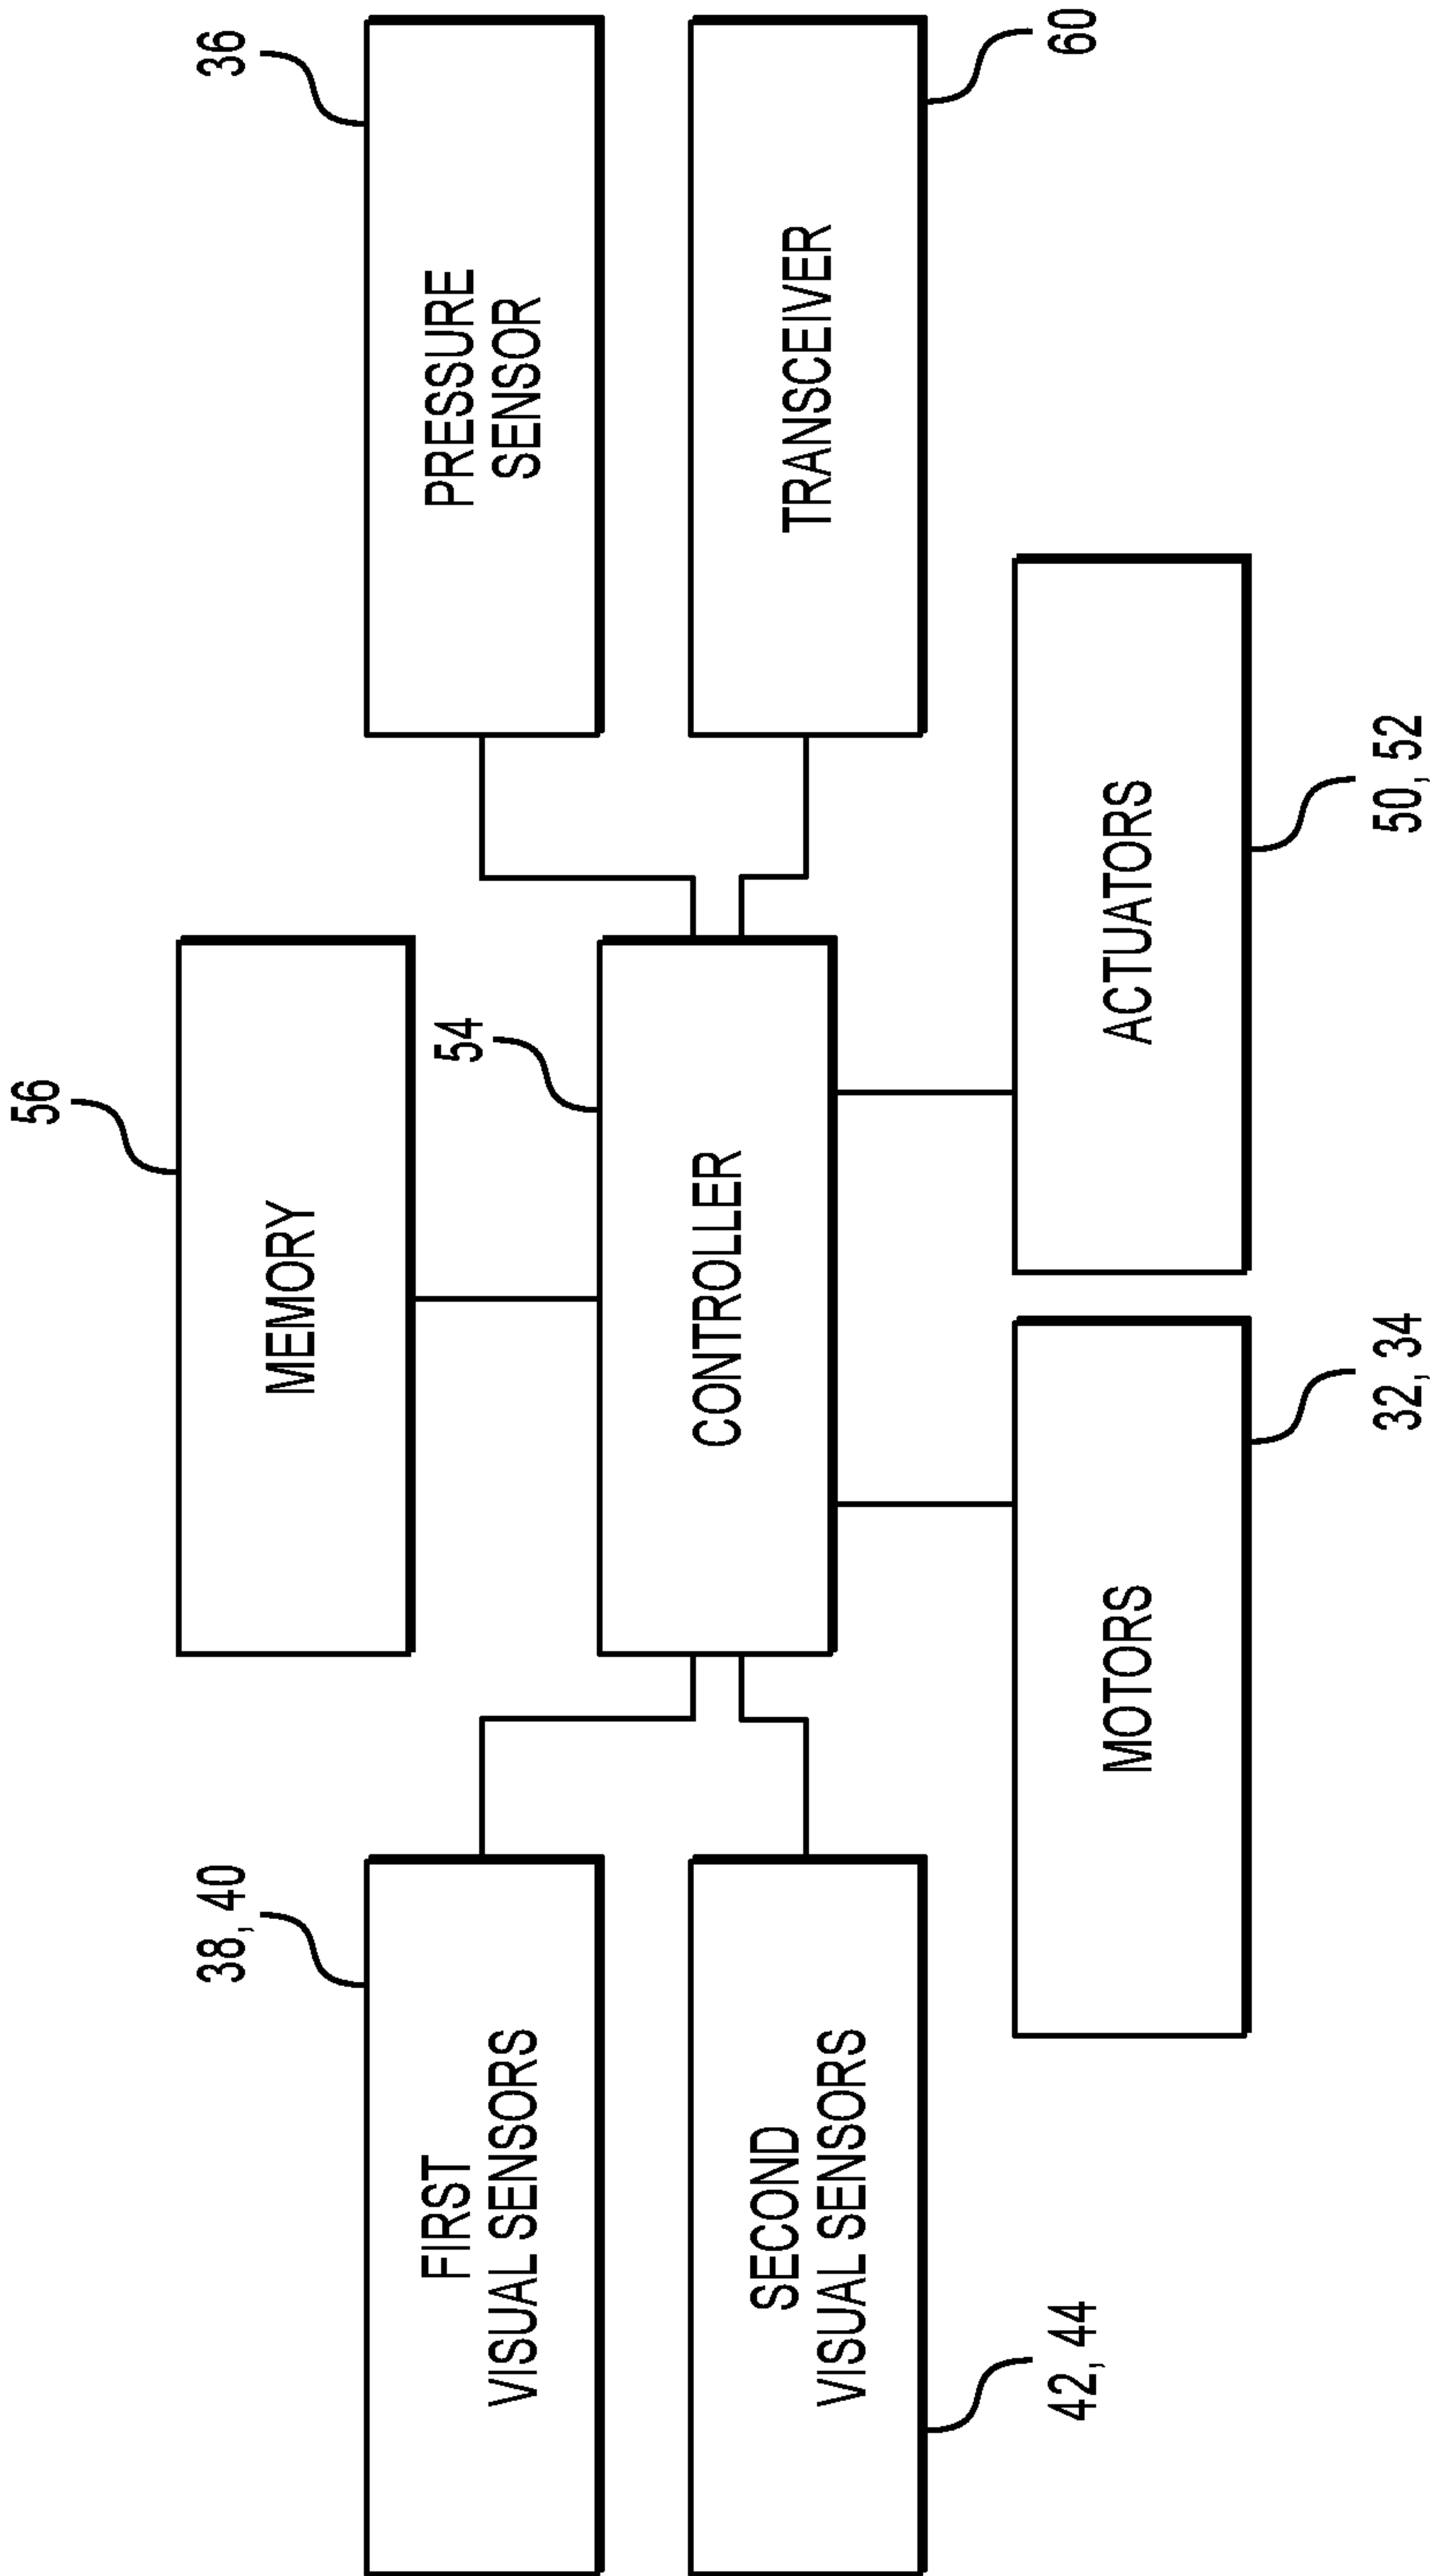 56
MEMORY
38, 40
FIRST
VISUAL SENSORS
54
CONTROLLER
36
PRESSURE
SENSOR
SECOND
VISUAL SENSORS
42, 44
TRANSCEIVER
60
MOTORS
32, 34
ACTUATORS
50, 52